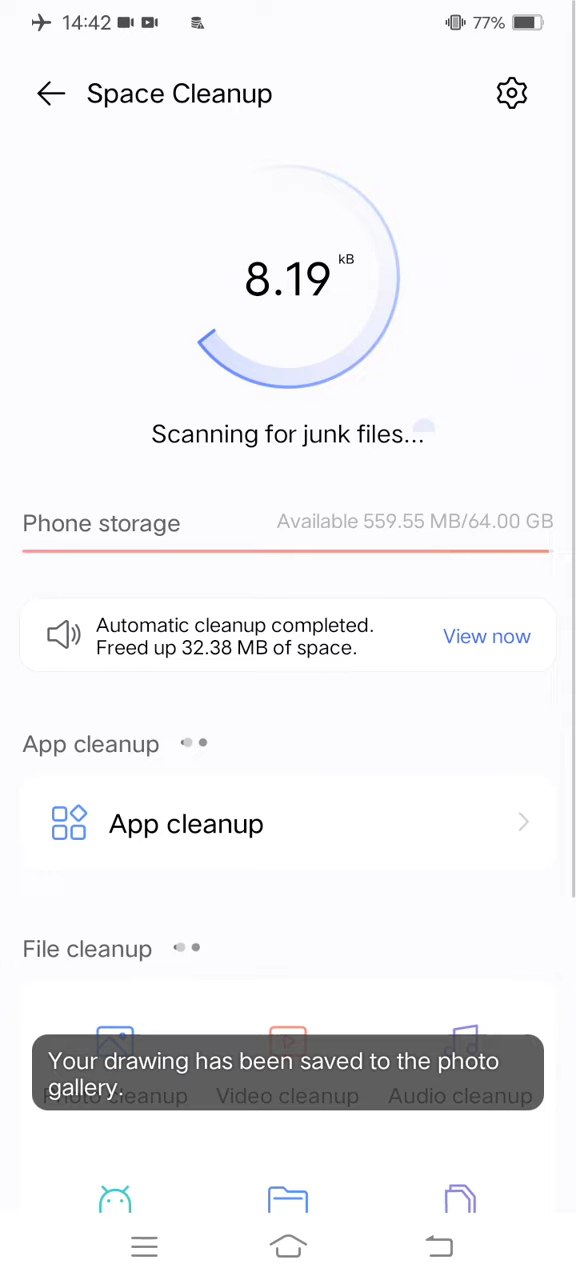 14:42
77%
Space Cleanup
8.19 kB
Scanning for junk files...
Phone storage
Available 559.55 MB/64.00 GB
Automatic cleanup completed.
Freed up 32.38 MB of space.
View now
App cleanup
App cleanup
File cleanup
Your drawing has been saved to the photo
gallery.
Photo cleanup
Video cleanup
Audio cleanup